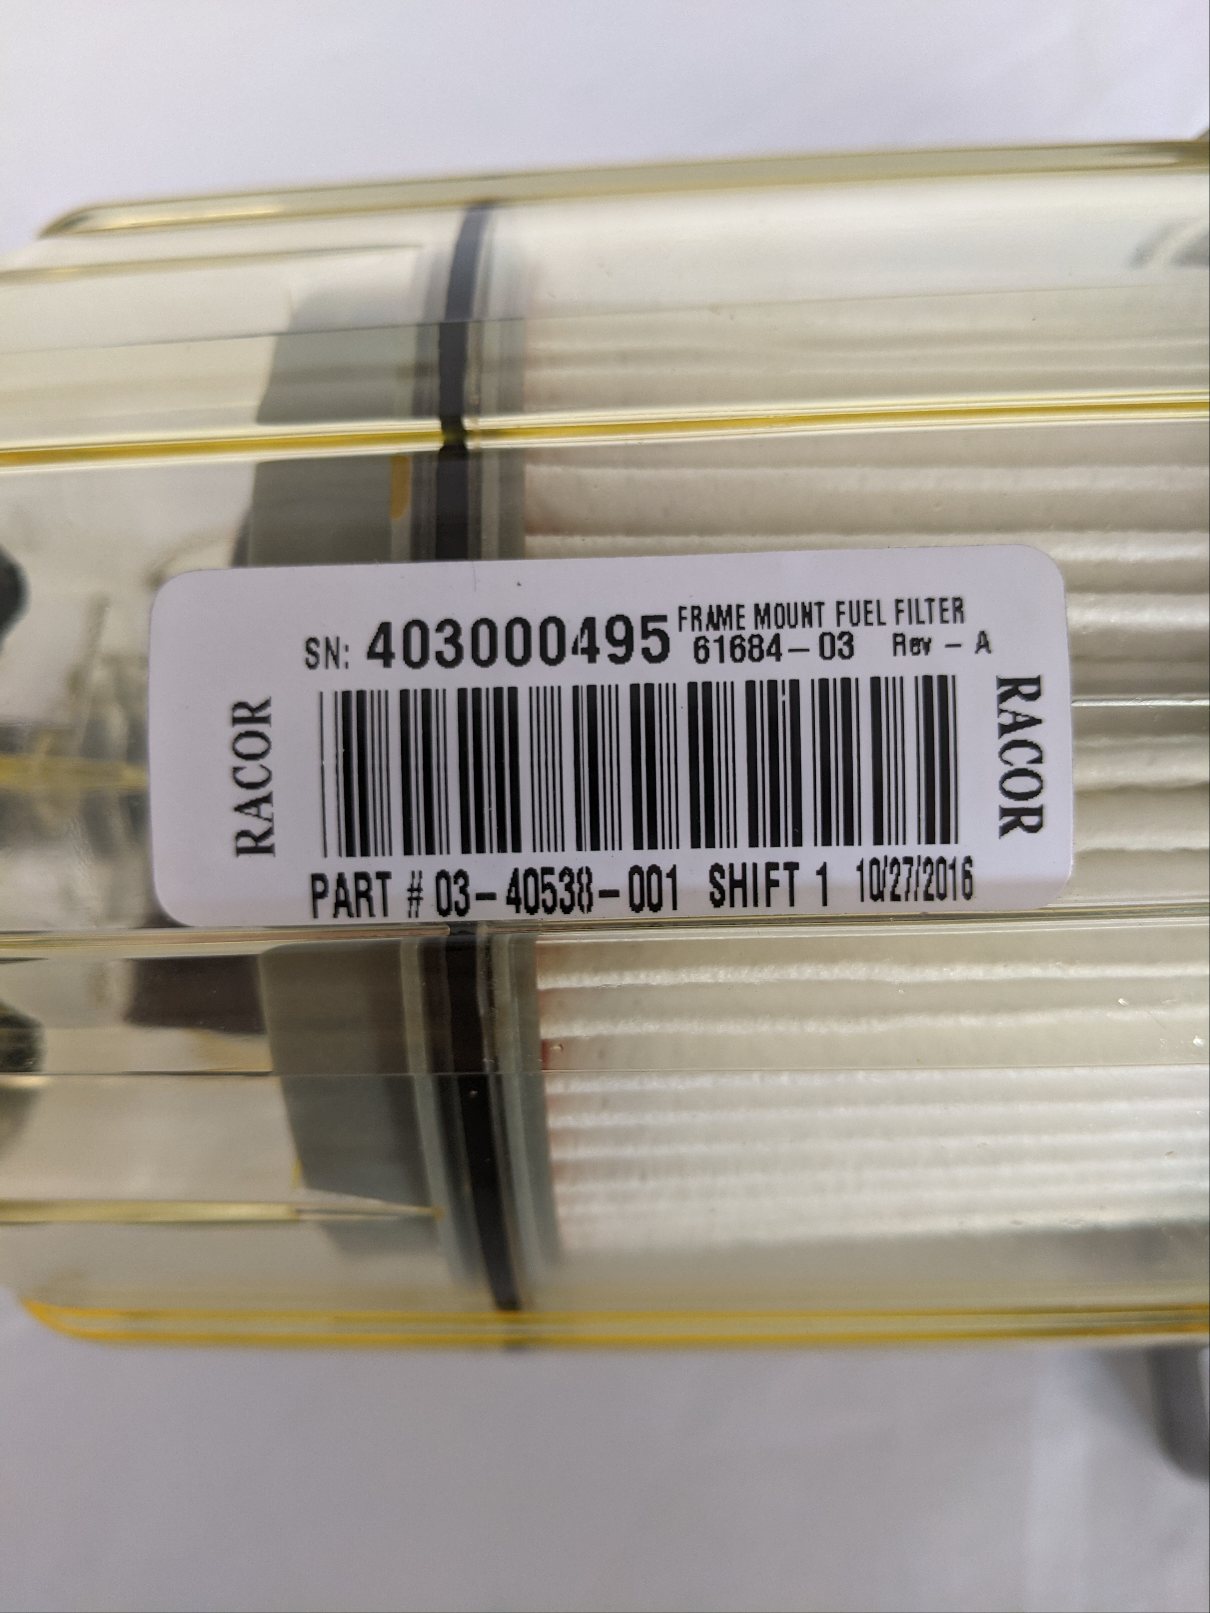 SN: 403000495 FRAME MOUNT FUEL FILTER
61684-03 Rev - A
RACOR
RACOR
PART # 03-40538-001 SHIFT 1 10/27/2016